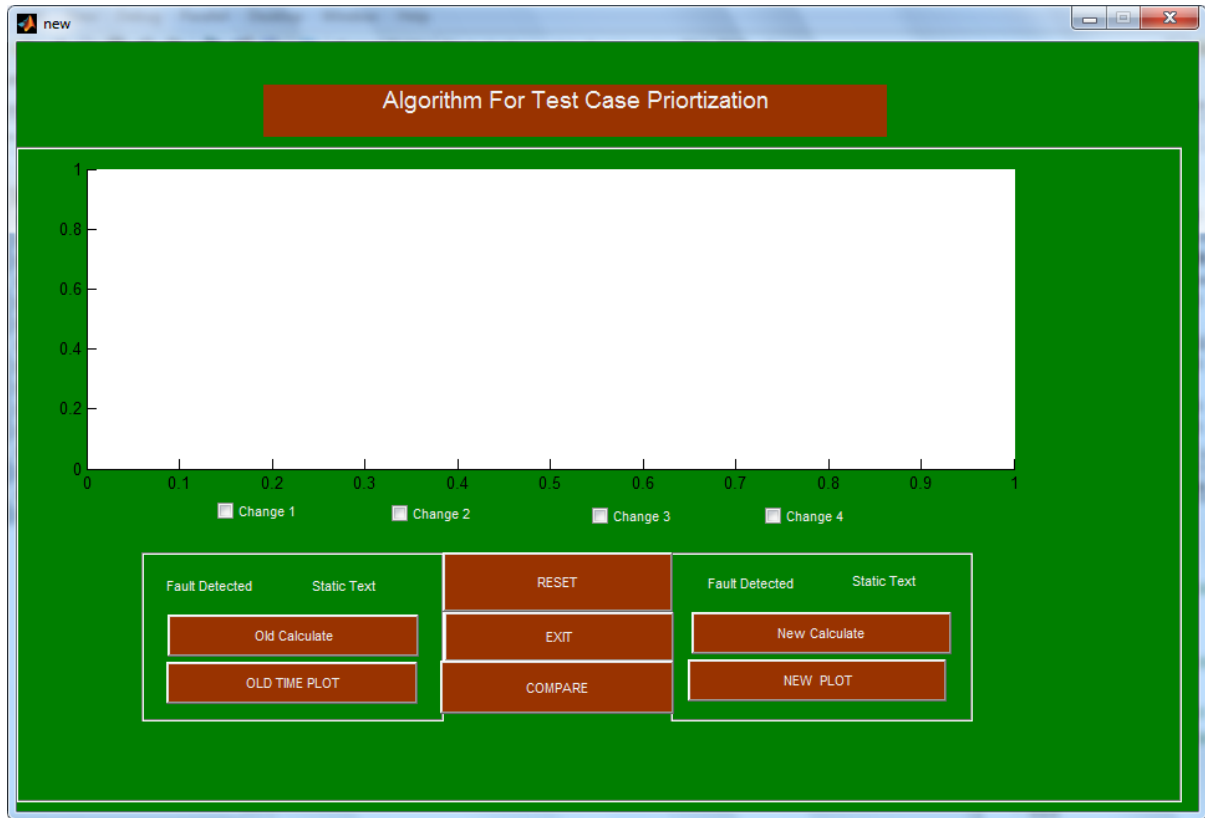 new
Algorithm For Test Case Priortization
1
0.8
0.6
0.4
0.2
0
0 0.1 0.2 0.3 0.4 0.5 0.6 0.7 0.8 0.9 1
Change 1 Change 2 Change 3 Change 4
Fault Detected Static Text
Old Calculate
OLD TIME PLOT
RESET
EXIT
COMPARE
Fault Detected Static Text
New Calculate
NEW PLOT